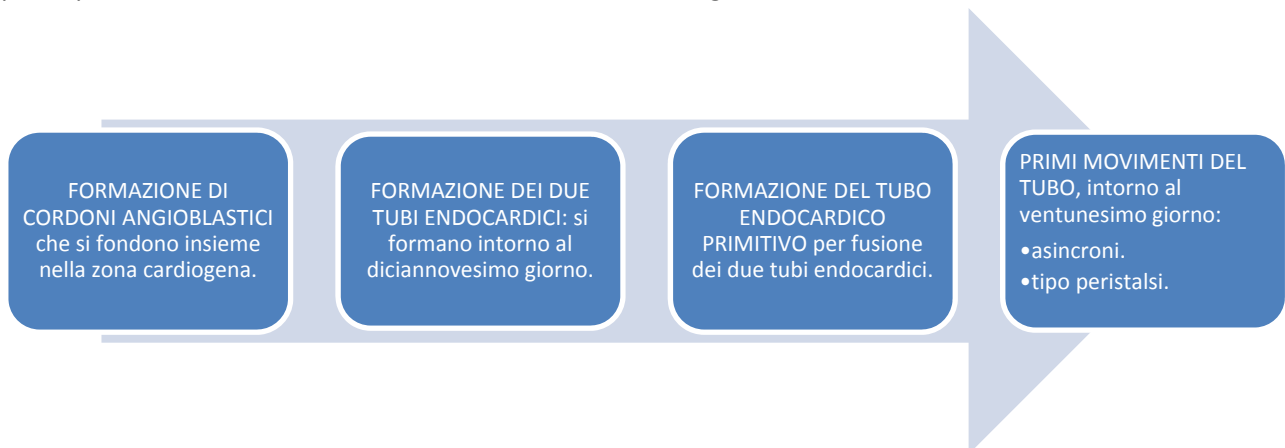 FORMAZIONE DI
CORDONI ANGIOBLASTICI
che si fondono insieme
nella zona cardiogena.
FORMAZIONE DEI DUE
TUBI ENDOCARDICI: si
formano intorno al
diciannovesimo giorno.
FORMAZIONE DEL TUBO
ENDOCARDICO
PRIMITIVO per fusione
dei due tubi endocardici.
PRIMI MOVIMENTI DEL
TUBO, intorno al
ventunesimo giorno:
•asincroni.
•tipo peristalsi.